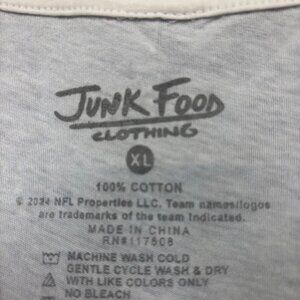 JUNK FOOD
CLOTHING
XL
100% COTTON
© 2024 NFL Properties LLC. Team names/logos
are trademarks of the team indicated.
MADE IN CHINA
RN#117508
MACHINE WASH COLD
GENTLE CYCLE WASH & DRY
WITH LIKE COLORS ONLY
NO BLEACH